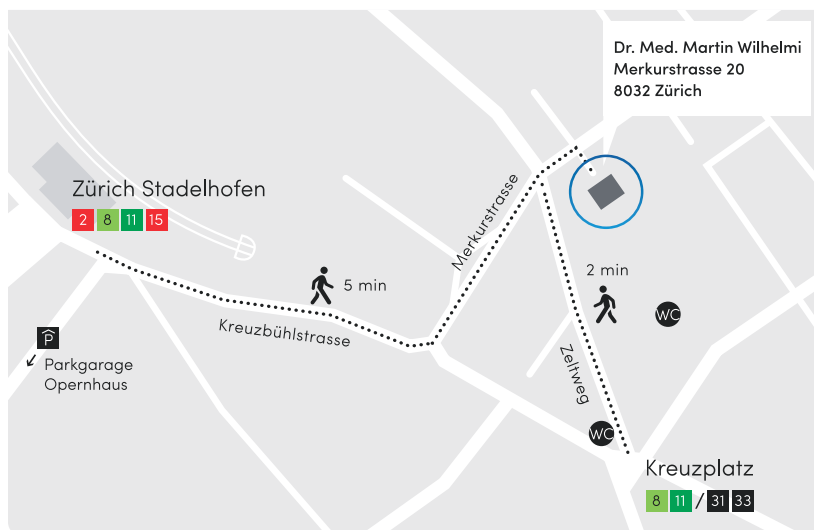 Dr. Med. Martin Wilhelmi
Merkurstrasse 20
8032 Zürich
Zürich Stadelhofen
2 8 11 15
Merkurstrasse
5 min
2 min
Kreuzbühlstrasse
WC
P
Parkgarage
Opernhaus
Zeltweg
WC
Kreuzplatz
8 11 / 31 33